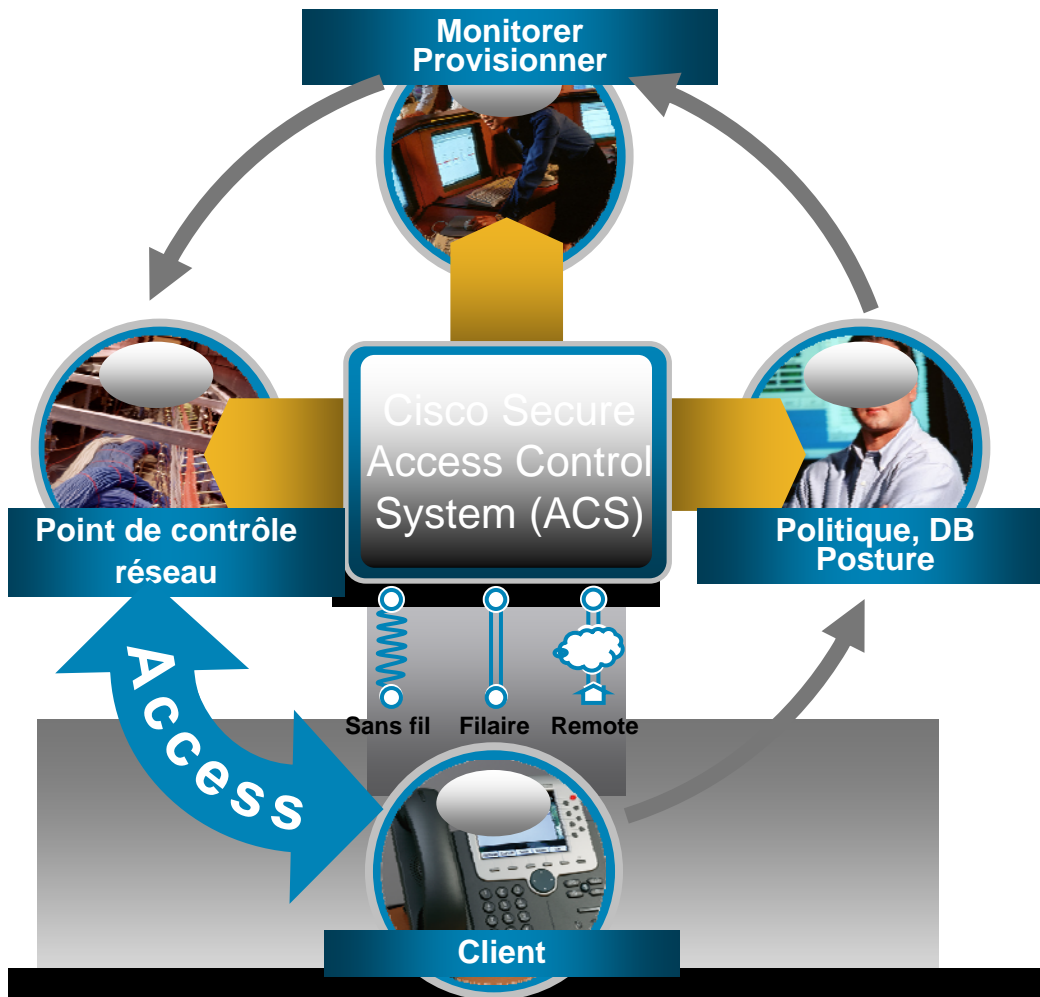 Monitorer
Provisionner
Cisco Secure
Access Control
System (ACS)
Point de contrôle
réseau
Politique, DB
Posture
Access
Sans fil
Filaire
Remote
Client